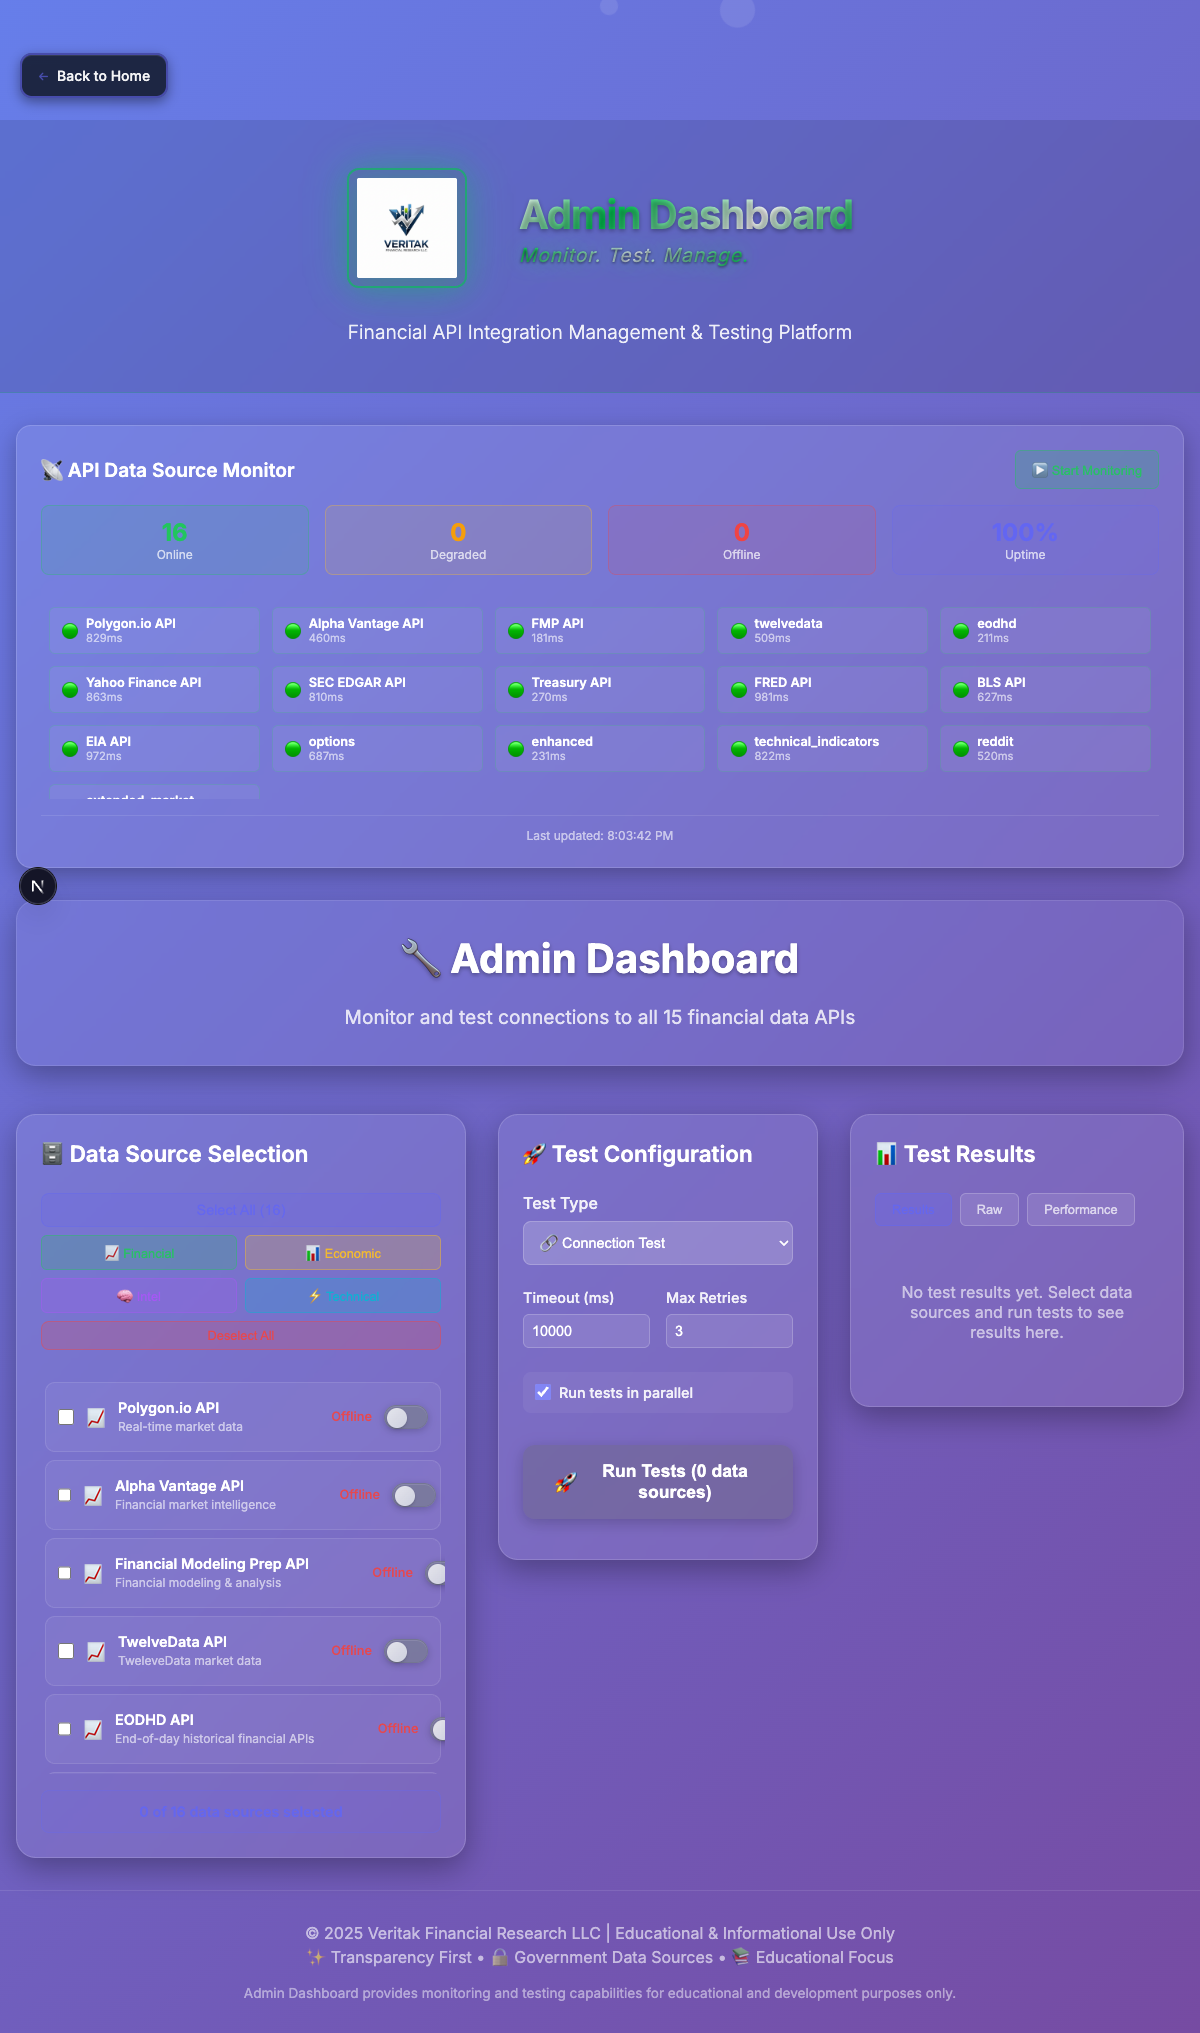 ← Back to Home
VERITAK
FINANCIAL RESEARCH LLC
Admin Dashboard
Monitor. Test. Manage.
Financial API Integration Management & Testing Platform
📡 API Data Source Monitor
▶️ Start Monitoring
16
Online
0
Degraded
0
Offline
100%
Uptime
Polygon.io API
829ms
Alpha Vantage API
460ms
FMP API
181ms
twelvedata
509ms
eodhd
211ms
Yahoo Finance API
863ms
SEC EDGAR API
810ms
Treasury API
270ms
FRED API
981ms
BLS API
627ms
EIA API
972ms
options
687ms
enhanced
231ms
technical_indicators
822ms
reddit
520ms
extended_market
Last updated: 8:03:42 PM
N
🔧 Admin Dashboard
Monitor and test connections to all 15 financial data APIs
🗄️ Data Source Selection
Select All (16)
📈 Financial
📊 Economic
⚡ Technical
Deselect All
Polygon.io API
Real-time market data
Offline
Alpha Vantage API
Financial market intelligence
Offline
Financial Modeling Prep API
Financial modeling & analysis
Offline
TwelveData API
TweleveData market data
Offline
EODHD API
End-of-day historical financial APIs
Offline
0 of 16 data sources selected
🚀 Test Configuration
Test Type
🔗 Connection Test
Timeout (ms)
Max Retries
10000
3
Run tests in parallel
🚀 Run Tests (0 data
sources)
📊 Test Results
Raw
Performance
No test results yet. Select data
sources and run tests to see
results here.
© 2025 Veritak Financial Research LLC | Educational & Informational Use Only
✨ Transparency First • 🔒 Government Data Sources • 📚 Educational Focus
Admin Dashboard provides monitoring and testing capabilities for educational and development purposes only.